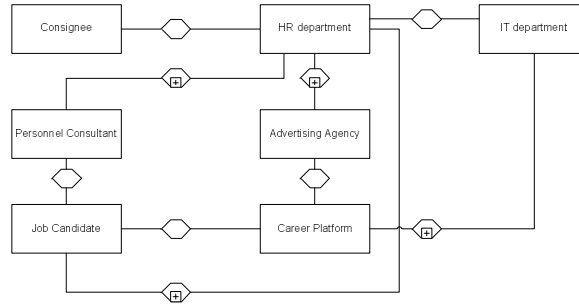 Consignee
HR department
IT department
Personnel Consultant
Advertising Agency
Job Candidate
Career Platform